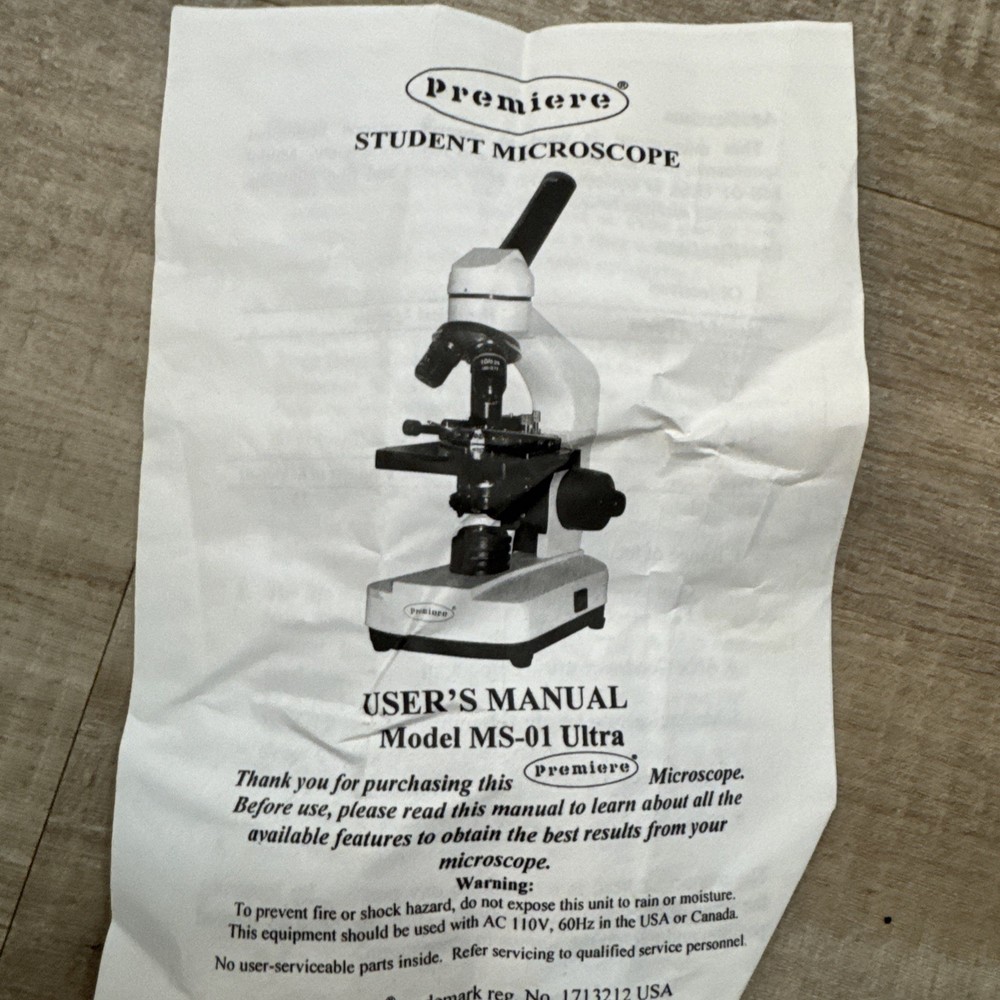 Premiere®
STUDENT MICROSCOPE
Premiere
USER'S MANUAL
Model MS-01 Ultra
Thank you for purchasing this Premiere® Microscope.
Before use, please read this manual to learn about all the
available features to obtain the best results from your
microscope.
Warning:
To prevent fire or shock hazard, do not expose this unit to rain or moisture.
This equipment should be used with AC 110V, 60Hz in the USA or Canada.
No user-serviceable parts inside. Refer servicing to qualified service personnel.
reg. No. 1713212 USA